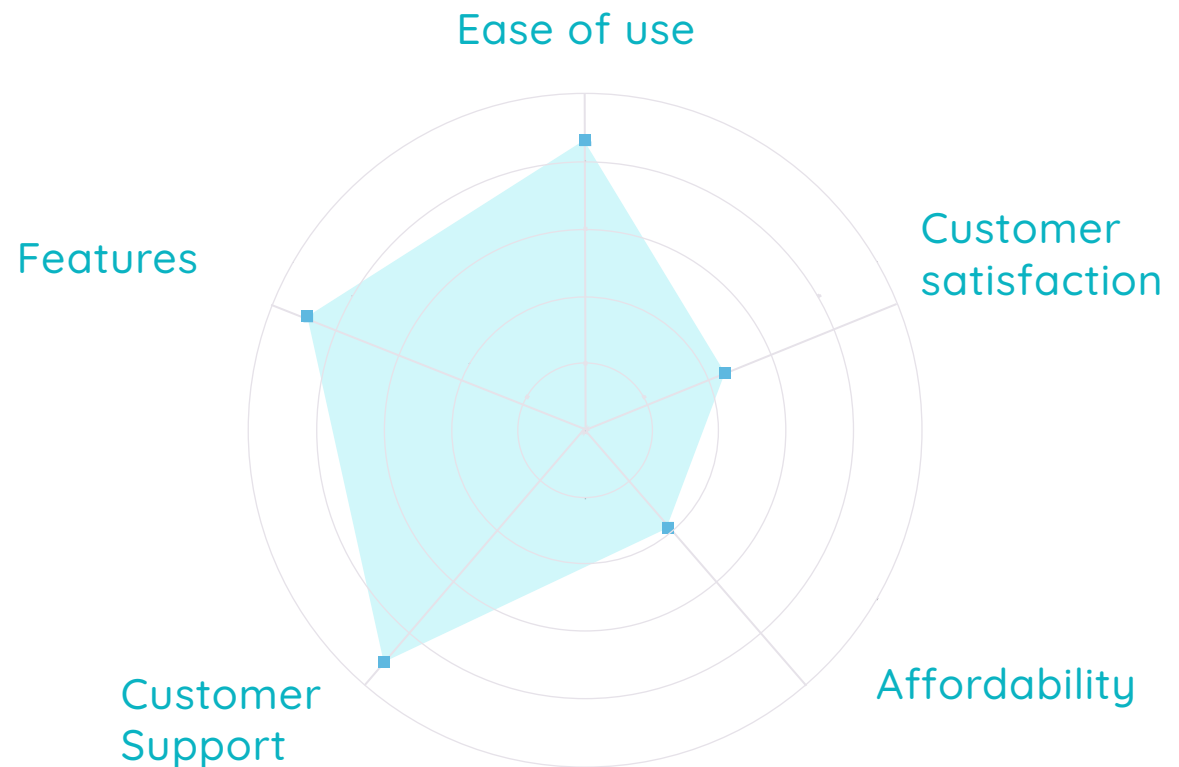 Ease of use
Customer
satisfaction
Features
Affordability
Customer
Support